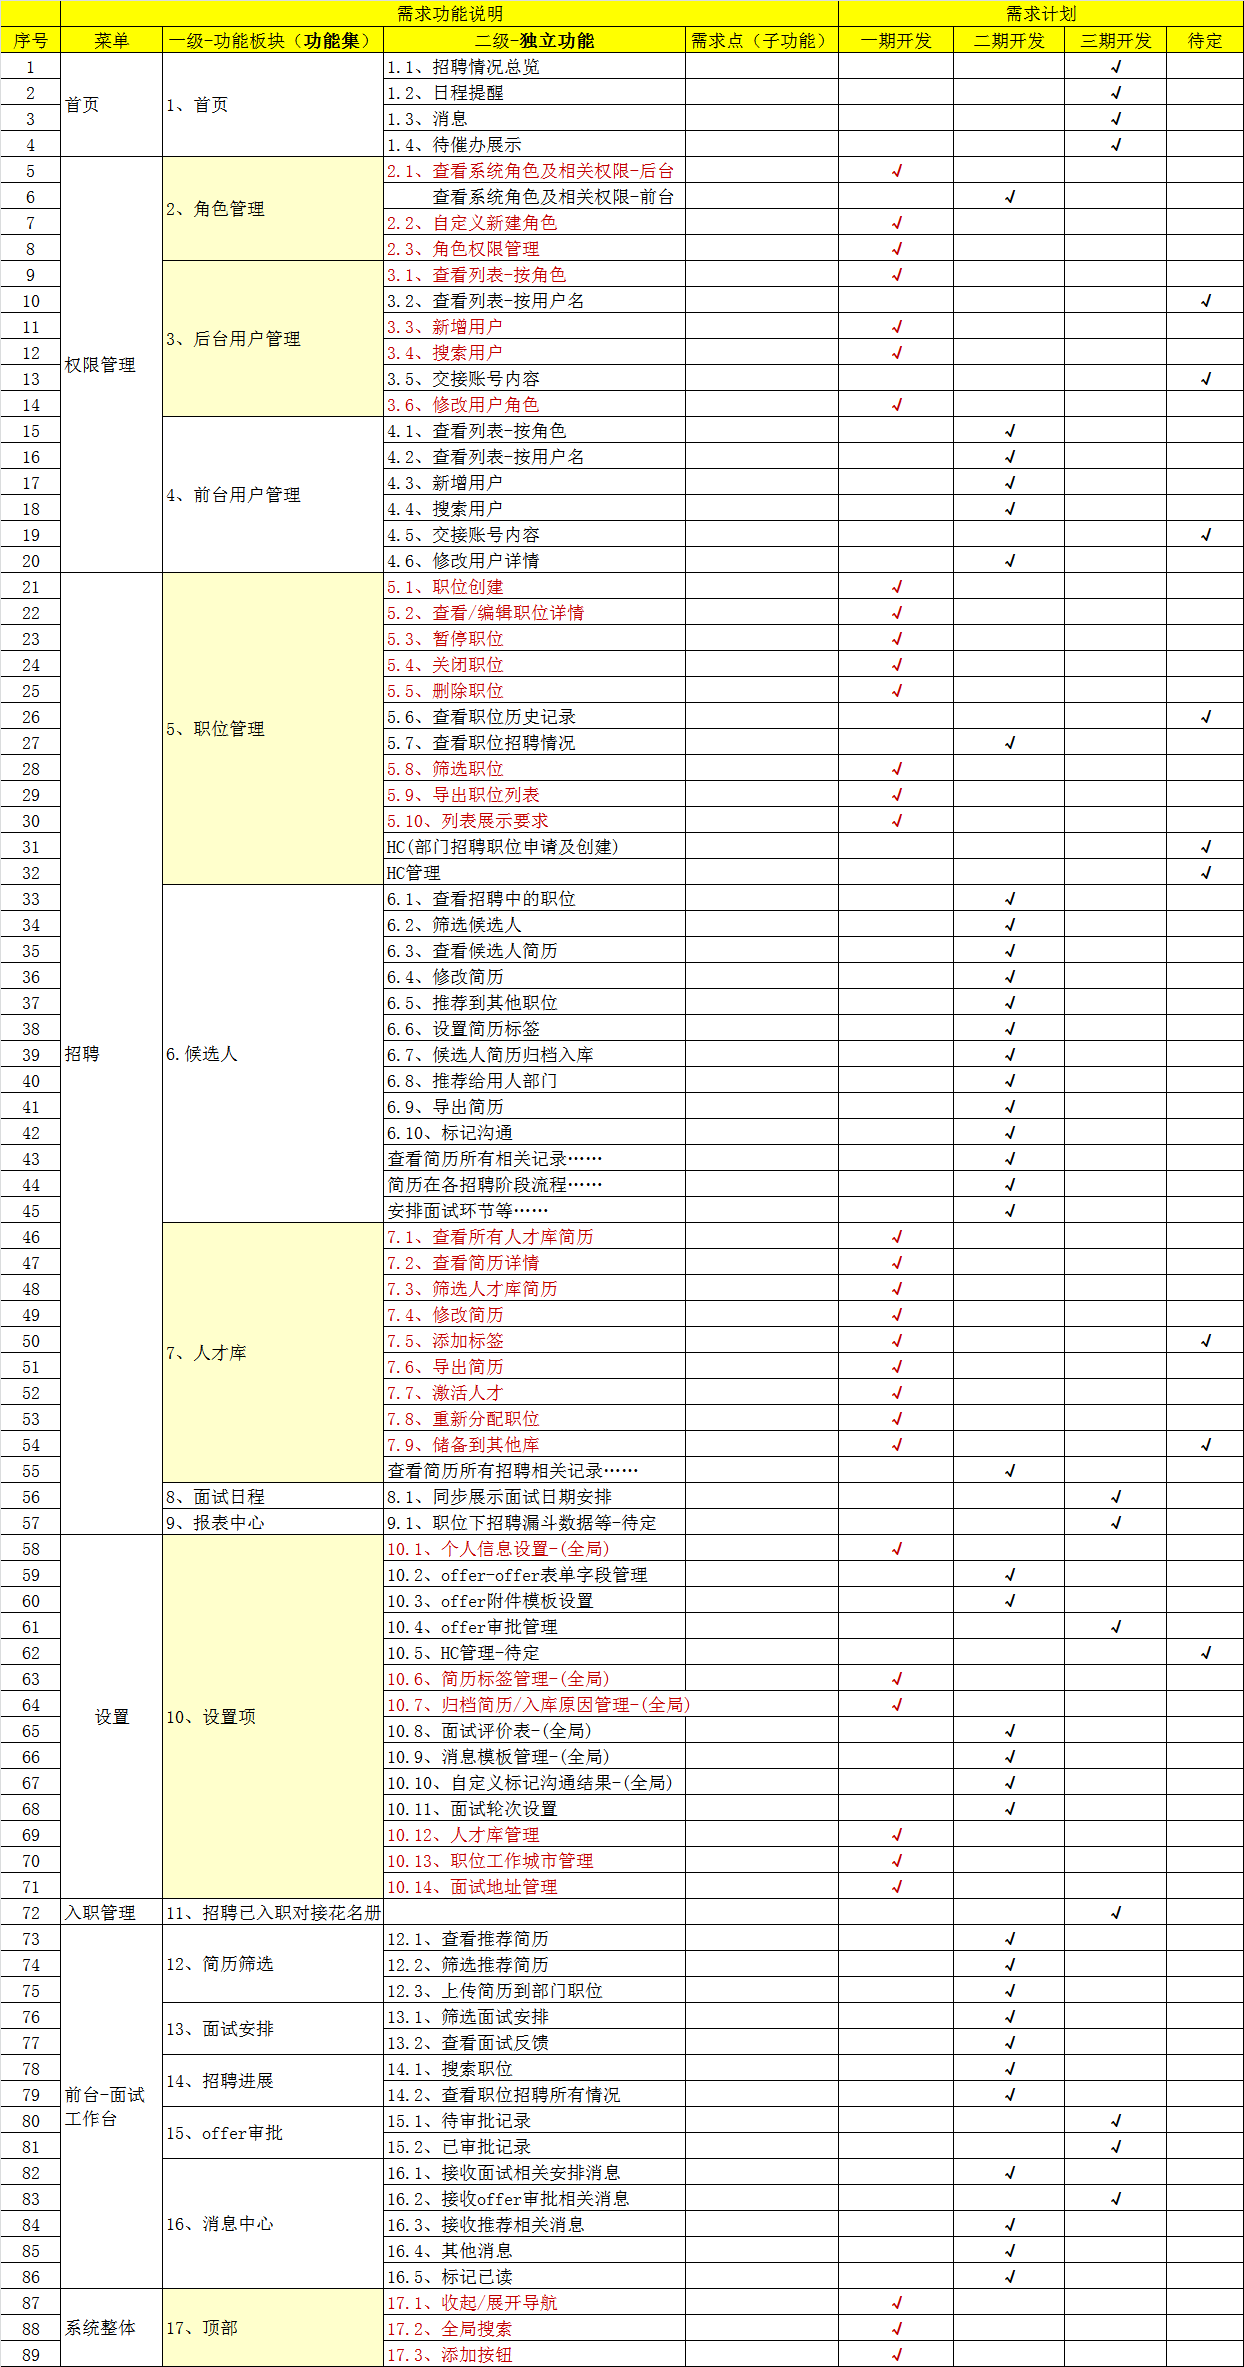 需求功能说明 需求计划
序号 菜单 一级-功能板块（功能集） 二级-独立功能 需求点（子功能） 一期开发 二期开发 三期开发 待定
1 首页 1、首页 1.1、招聘情况总览 √
2 1.2、日程提醒 √
3 1.3、消息 √
4 1.4、待催办展示 √
5 权限管理 2、角色管理 2.1、查看系统角色及相关权限-后台 √
6 查看系统角色及相关权限-前台 √
7 2.2、自定义新建角色 √
8 2.3、角色权限管理 √
9 3、后台用户管理 3.1、查看列表-按角色 √
10 3.2、查看列表-按用户名 √
11 3.3、新增用户 √
12 3.4、搜索用户 √
13 3.5、交接账号内容 √
14 3.6、修改用户角色 √
15 4、前台用户管理 4.1、查看列表-按角色 √
16 4.2、查看列表-按用户名 √
17 4.3、新增用户 √
18 4.4、搜索用户 √
19 4.5、交接账号内容 √
20 4.6、修改用户详情 √
21 招聘 5、职位管理 5.1、职位创建 √
22 5.2、查看/编辑职位详情 √
23 5.3、暂停职位 √
24 5.4、关闭职位 √
25 5.5、删除职位 √
26 5.6、查看职位历史记录 √
27 5.7、查看职位招聘情况 √
28 5.8、筛选职位 √
29 5.9、导出职位列表 √
30 5.10、列表展示要求 √
31 HC(部门招聘职位申请及创建) √
32 HC管理 √
33 6.候选人 6.1、查看招聘中的职位 √
34 6.2、筛选候选人 √
35 6.3、查看候选人简历 √
36 6.4、修改简历 √
37 6.5、推荐到其他职位 √
38 6.6、设置简历标签 √
39 6.7、候选人简历归档入库 √
40 6.8、推荐给用人部门 √
41 6.9、导出简历 √
42 6.10、标记沟通 √
43 查看简历所有相关记录…… √
44 简历在各招聘阶段流程…… √
45 安排面试环节等…… √
46 7、人才库 7.1、查看所有人才库简历 √
47 7.2、查看简历详情 √
48 7.3、筛选人才库简历 √
49 7.4、修改简历 √
50 7.5、添加标签 √ √
51 7.6、导出简历 √
52 7.7、激活人才 √
53 7.8、重新分配职位 √
54 7.9、储备到其他库 √ √
55 查看简历所有招聘相关记录…… √
56 8、面试日程 8.1、同步展示面试日期安排 √
57 9、报表中心 9.1、职位下招聘漏斗数据等-待定 √
58 设置 10、设置项 10.1、个人信息设置-(全局) √
59 10.2、offer-offer表单字段管理 √
60 10.3、offer附件模板设置 √
61 10.4、offer审批管理 √
62 10.5、HC管理-待定 √
63 10.6、简历标签管理-(全局) √
64 10.7、归档简历/入库原因管理-(全局) √
65 10.8、面试评价表-(全局) √
66 10.9、消息模板管理-(全局) √
67 10.10、自定义标记沟通结果-(全局) √
68 10.11、面试轮次设置 √
69 10.12、人才库管理 √
70 10.13、职位工作城市管理 √
71 10.14、面试地址管理 √
72 入职管理 11、招聘已入职对接花名册 √
73 前台-面试工作台 12、简历筛选 12.1、查看推荐简历 √
74 12.2、筛选推荐简历 √
75 12.3、上传简历到部门职位 √
76 13、面试安排 13.1、筛选面试安排 √
77 13.2、查看面试反馈 √
78 14、招聘进展 14.1、搜索职位 √
79 14.2、查看职位招聘所有情况 √
80 15、offer审批 15.1、待审批记录 √
81 15.2、已审批记录 √
82 16、消息中心 16.1、接收面试相关安排消息 √
83 16.2、接收offer审批相关消息 √
84 16.3、接收推荐相关消息 √
85 16.4、其他消息 √
86 16.5、标记已读 √
87 系统整体 17、顶部 17.1、收起/展开导航 √
88 17.2、全局搜索 √
89 17.3、添加按钮 √